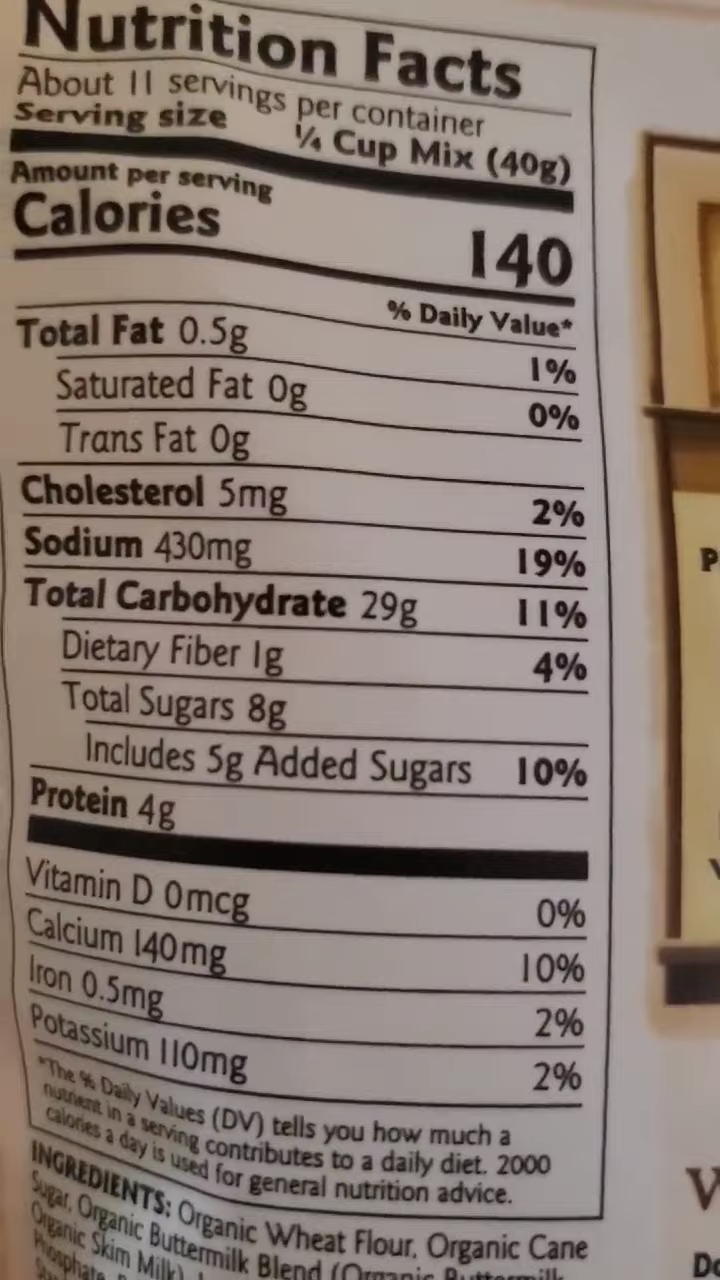 Nutrition Facts
About 11 servings per container
Serving size ¼ Cup Mix (40g)
Amount per serving
Calories 140
% Daily Value*
Total Fat 0.5g 1%
Saturated Fat 0g 0%
Trans Fat 0g
Cholesterol 5mg 2%
Sodium 430mg 19%
Total Carbohydrate 29g 11%
Dietary Fiber 1g 4%
Total Sugars 8g
Includes 5g Added Sugars 10%
Protein 4g
Vitamin D 0mcg 0%
Calcium 140mg 10%
Iron 0.5mg 2%
Potassium 110mg 2%
*The % Daily Values (DV) tells you how much a
nutrient in a serving contributes to a daily diet. 2000
calories a day is used for general nutrition advice.
INGREDIENTS: Organic Wheat Flour, Organic Cane
Sugar, Organic Buttermilk Blend (Organic Buttermilk,
Organic Skim Milk),
Phosphate,